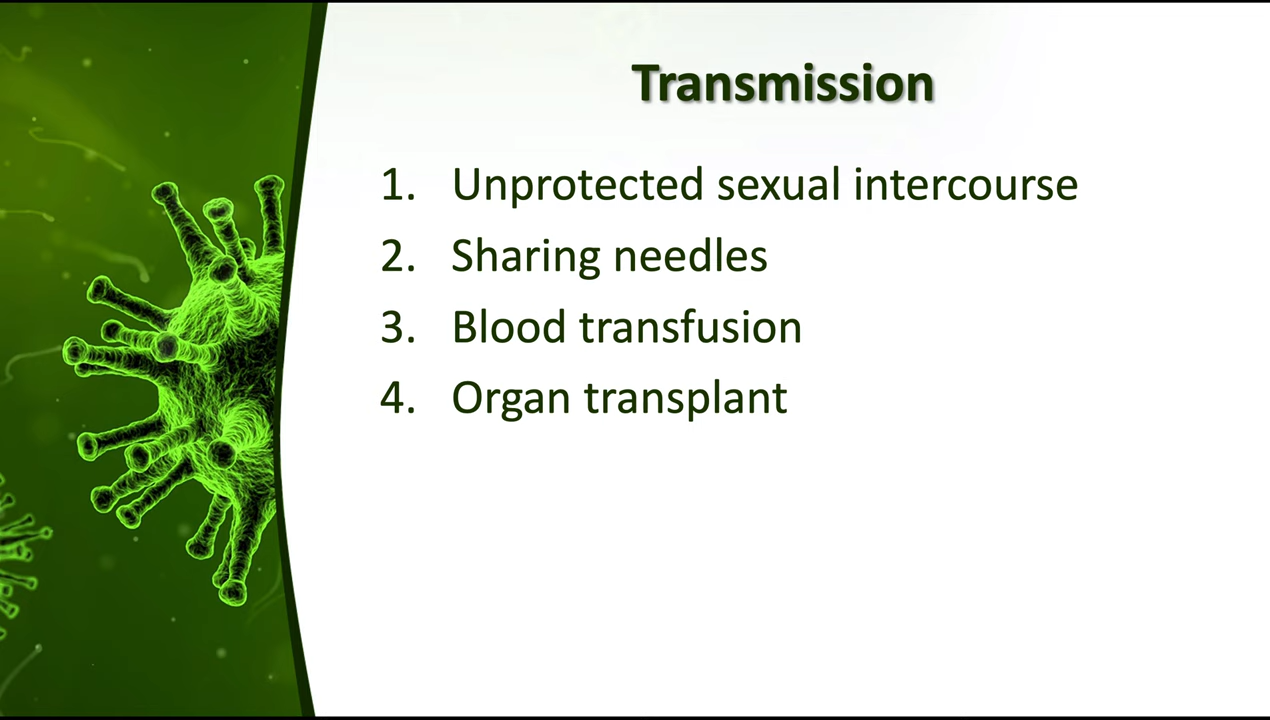 Transmission
1. Unprotected sexual intercourse
2. Sharing needles
3. Blood transfusion
4. Organ transplant